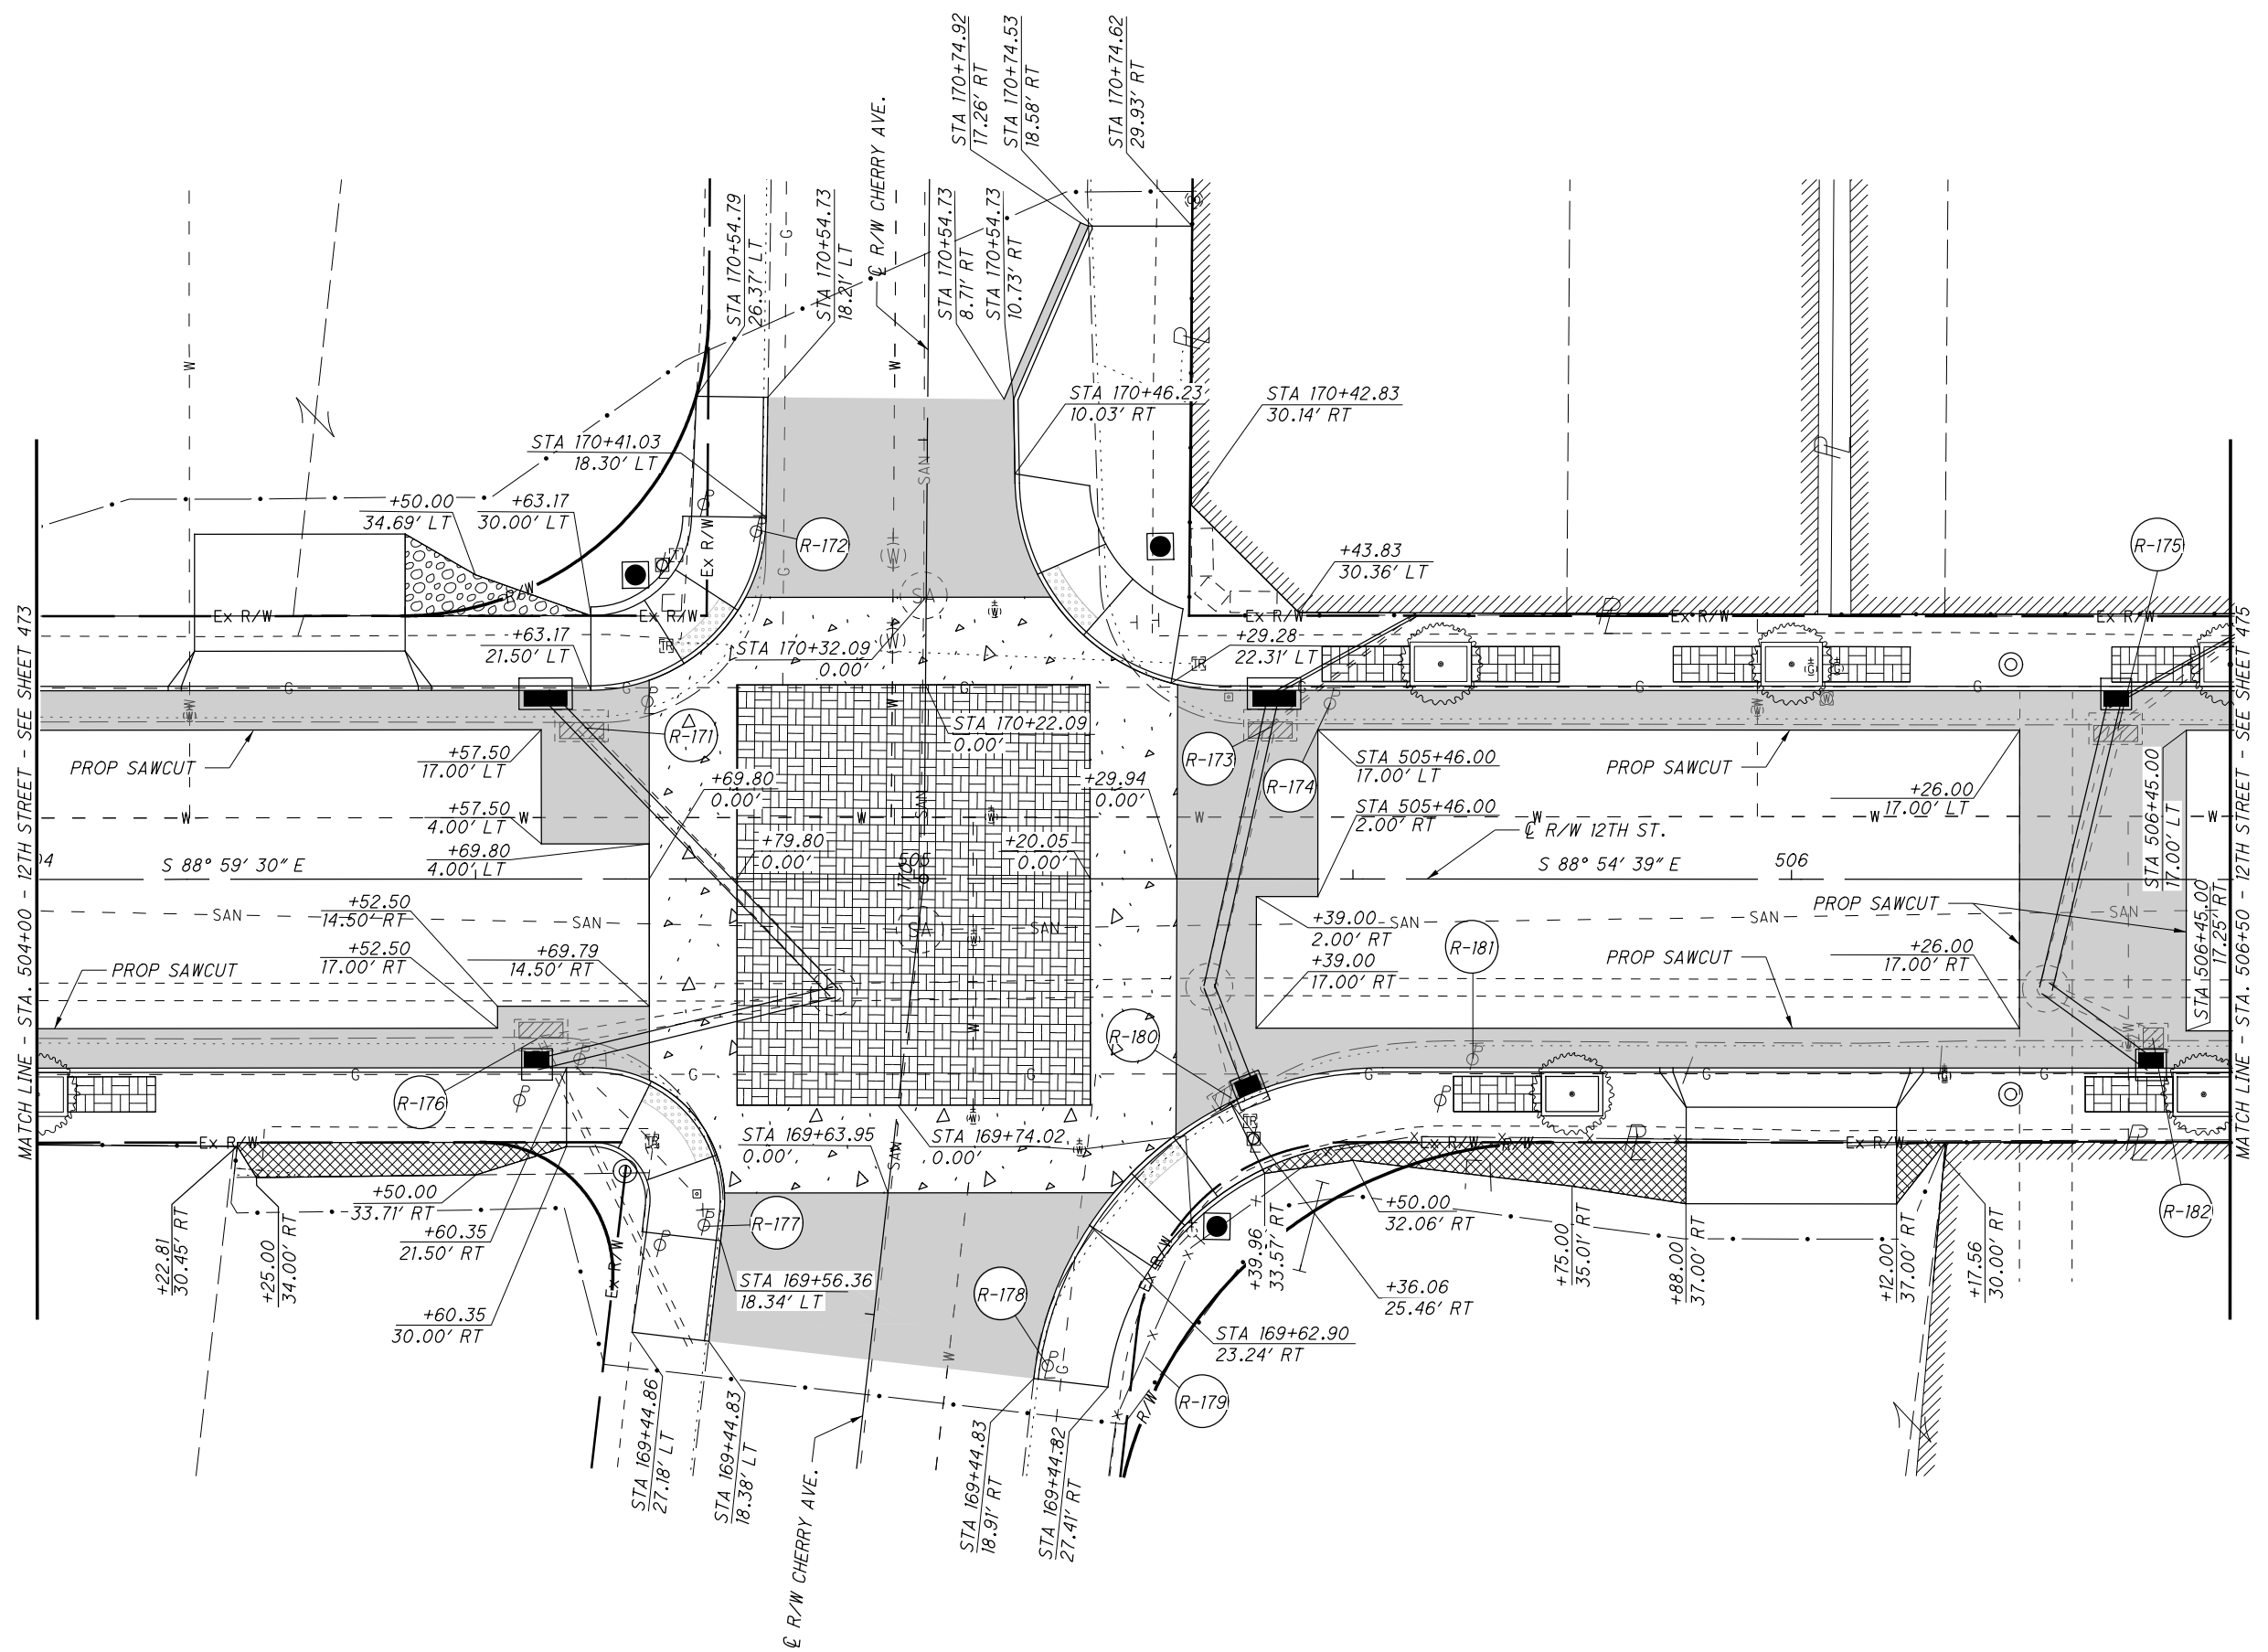 STA 170+74.92
17.26' RT
STA 170+74.53
18.58' RT
STA 170+74.62
29.93' RT
℄ R/W CHERRY AVE.
STA 170+54.79
26.37' LT
STA 170+54.73
18.21' LT
STA 170+54.73
8.71' RT
STA 170+54.73
10.73' RT
STA 170+46.23
10.03' RT
STA 170+42.83
30.14' RT
STA 170+41.03
18.30' LT
+50.00
34.69' LT
+63.17
30.00' LT
R-172
+43.83
30.36' LT
R-175
R/W
Ex R/W
Ex R/W
Ex R/W
Ex R/W
Ex R/W
Ex R/W
+63.17
21.50' LT
STA 170+32.09
0.00'
+29.28
22.31' LT
MATCH LINE - STA. 504+00 - 12TH STREET - SEE SHEET 473
MATCH LINE - STA. 506+50 - 12TH STREET - SEE SHEET 475
PROP SAWCUT
+57.50
17.00' LT
R-171
STA 170+22.09
0.00'
R-173
R-174
STA 505+46.00
17.00' LT
PROP SAWCUT
+26.00
17.00' LT
STA 506+45.00
17.00' LT
+57.50
4.00' LT
+69.80
0.00'
+29.94
0.00'
STA 505+46.00
2.00' RT
℄ R/W 12TH ST.
+69.80
4.00' LT
+79.80
0.00'
+20.05
0.00'
S 88° 59' 30" E
505
170
S 88° 54' 39" E
506
+52.50
14.50' RT
+39.00
2.00' RT
PROP SAWCUT
STA 506+45.00
17.25' RT
SAN
SAN
SAN
SAN
SAN
SAN
SAN
SAN
SAN
+52.50
17.00' RT
+69.79
14.50' RT
+39.00
17.00' RT
R-181
PROP SAWCUT
+26.00
17.00' RT
PROP SAWCUT
R-180
R-176
STA 169+63.95
0.00'
STA 169+74.02
0.00'
Ex R/W
Ex R/W
R/W
Ex R/W
+50.00
33.71' RT
+22.81
30.45' RT
+25.00
34.00' RT
+60.35
21.50' RT
R-177
+50.00
32.06' RT
+75.00
35.01' RT
+88.00
37.00' RT
+12.00
37.00' RT
+17.56
30.00' RT
R-182
+39.96
33.57' RT
Ex R/W
Ex R/W
STA 169+56.36
18.34' LT
R-178
+36.06
25.46' RT
+60.35
30.00' RT
STA 169+62.90
23.24' RT
R-179
R/W
STA 169+44.86
27.18' LT
STA 169+44.83
18.38' LT
STA 169+44.83
18.91' RT
STA 169+44.82
27.41' RT
℄ R/W CHERRY AVE.